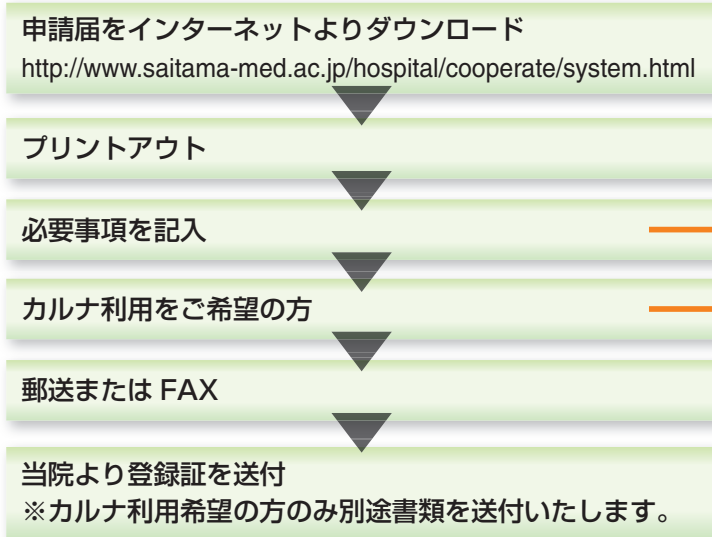 申請届をインターネットよりダウンロード
http://www.saitama-med.ac.jp/hospital/cooperate/system.html
プリントアウト
必要事項を記入
カルナ利用をご希望の方
郵送または FAX
当院より登録証を送付
※カルナ利用希望の方のみ別途書類を送付いたします。